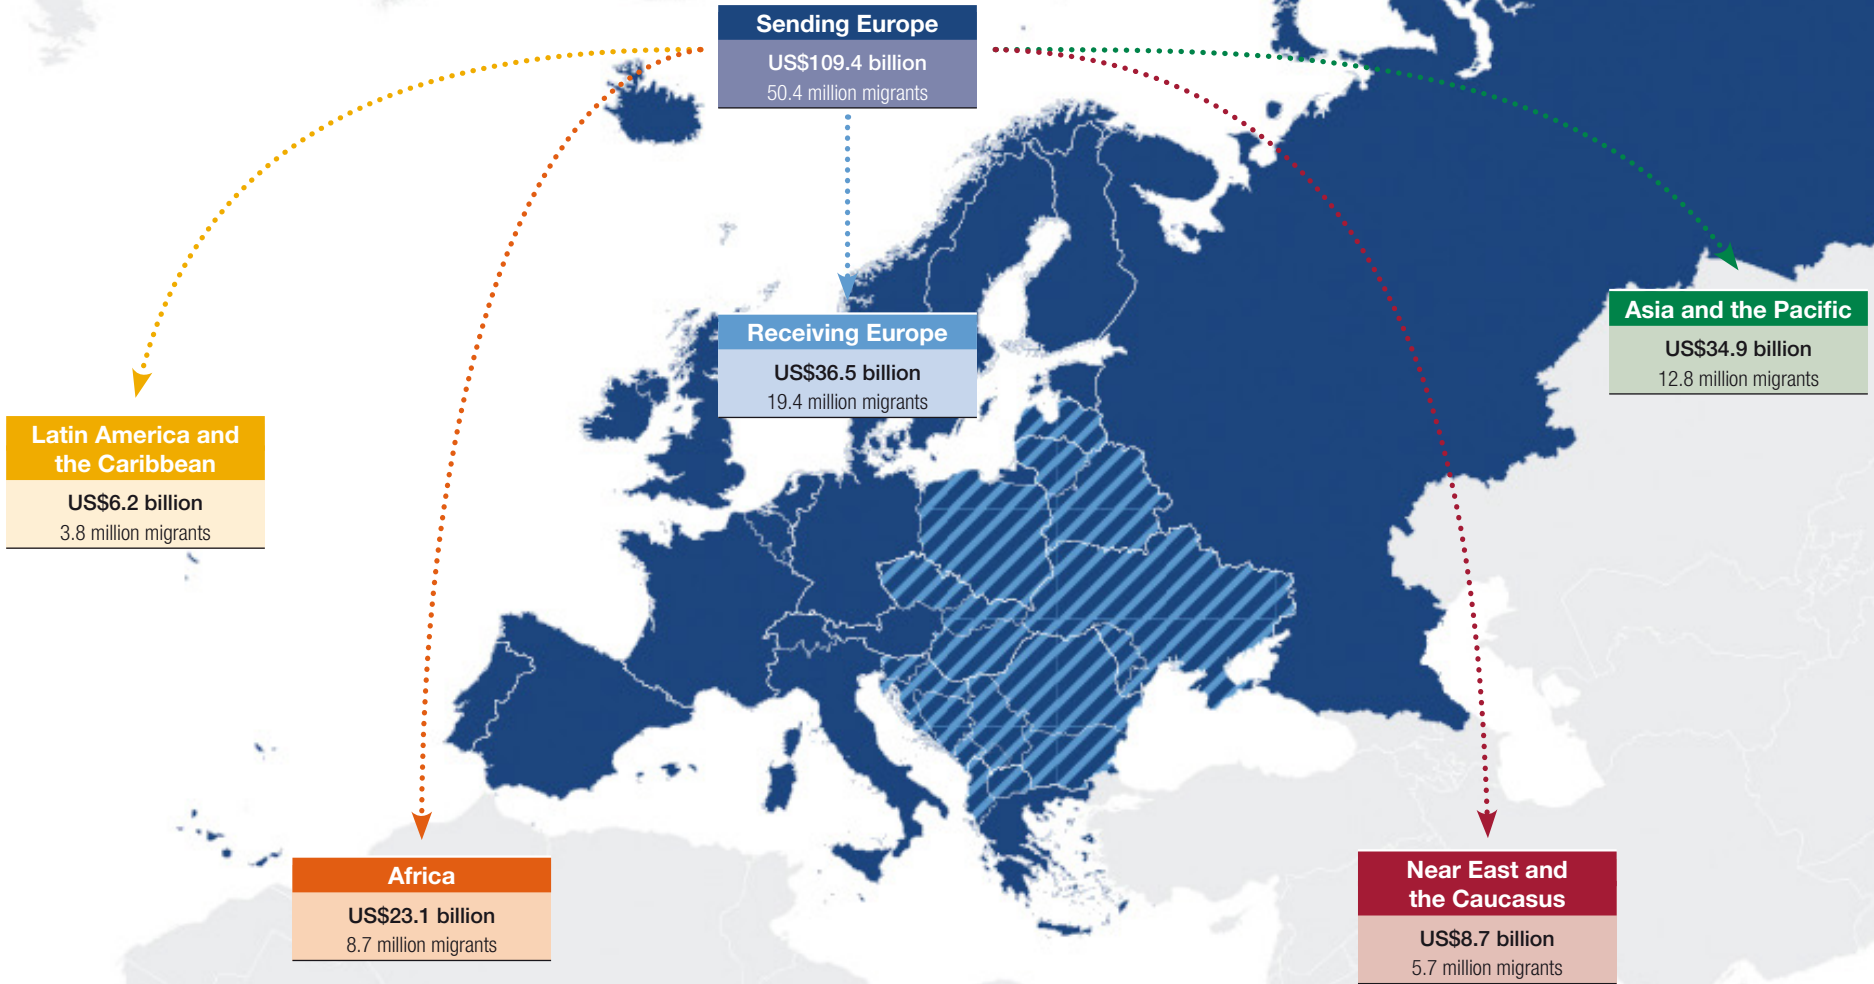 Sending Europe
US$109.4 billion
50.4 million migrants
Receiving Europe
US$36.5 billion
19.4 million migrants
Asia and the Pacific
US$34.9 billion
12.8 million migrants
Latin America and
the Caribbean
US$6.2 billion
3.8 million migrants
Africa
US$23.1 billion
8.7 million migrants
Near East and
the Caucasus
US$8.7 billion
5.7 million migrants